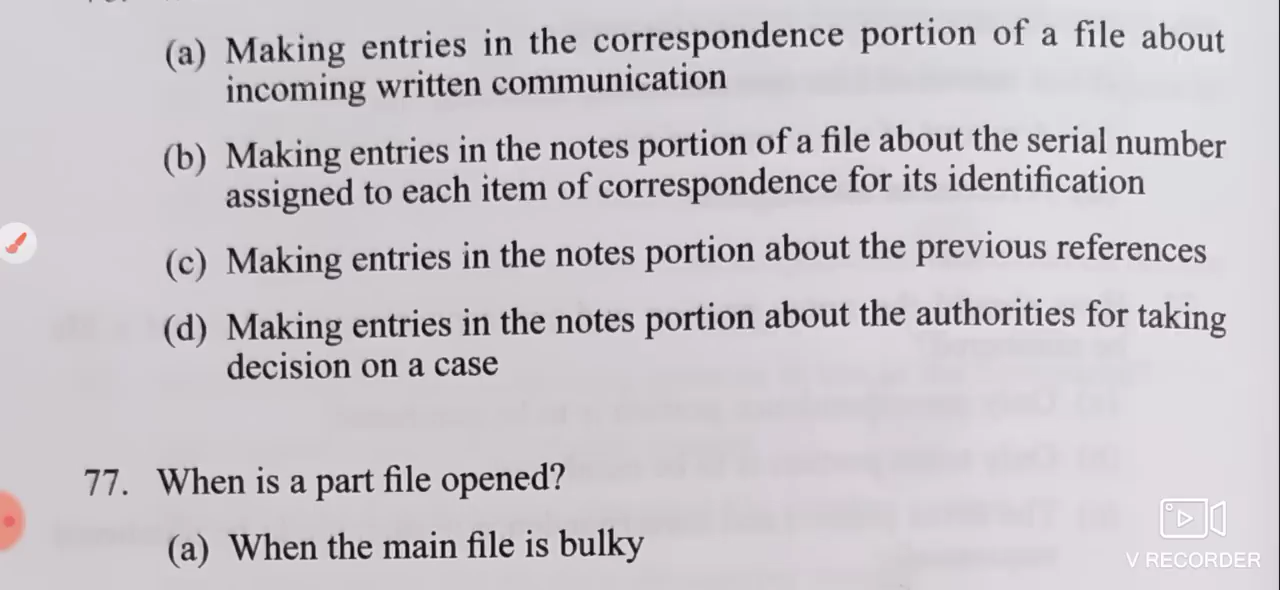 (a) Making entries in the correspondence portion of a file about
incoming written communication
(b) Making entries in the notes portion of a file about the serial number
assigned to each item of correspondence for its identification
(c) Making entries in the notes portion about the previous references
(d) Making entries in the notes portion about the authorities for taking
decision on a case
77. When is a part file opened?
(a) When the main file is bulky
V RECORDER